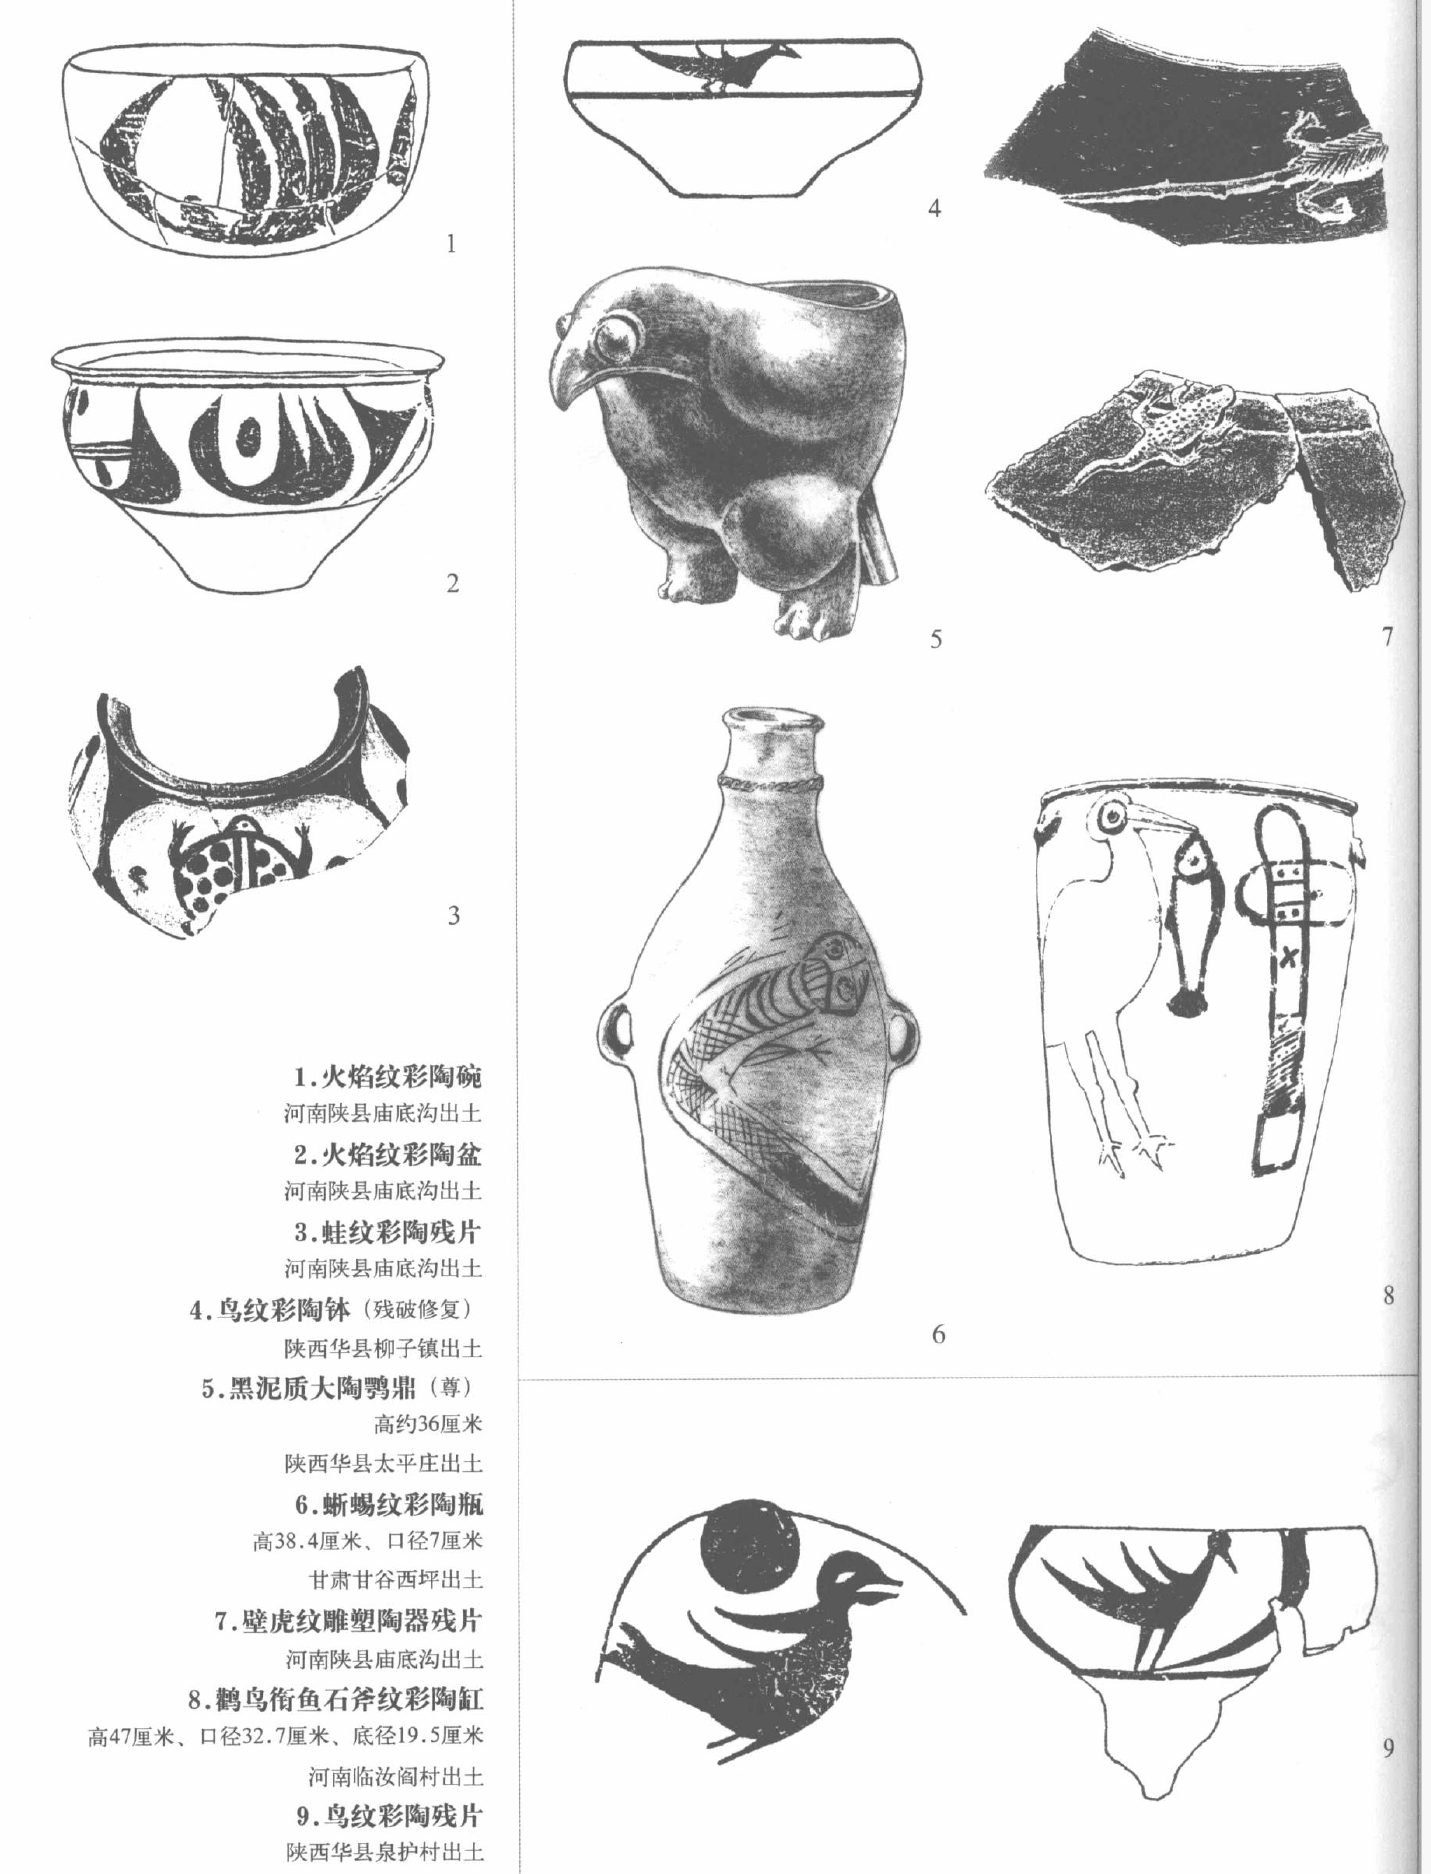 1
2
3
4
5
6
7
8
9
1.火焰纹彩陶碗
河南陕县庙底沟出土
2.火焰纹彩陶盆
河南陕县庙底沟出土
3.蛙纹彩陶残片
河南陕县庙底沟出土
4.鸟纹彩陶钵（残破修复）
陕西华县柳子镇出土
5.黑泥质大陶鹗鼎（尊）
高约36厘米
陕西华县太平庄出土
6.蜥蜴纹彩陶瓶
高38.4厘米、口径7厘米
甘肃甘谷西坪出土
7.壁虎纹雕塑陶器残片
河南陕县庙底沟出土
8.鹳鸟衔鱼石斧纹彩陶缸
高47厘米、口径32.7厘米、底径19.5厘米
河南临汝阎村出土
9.鸟纹彩陶残片
陕西华县泉护村出土